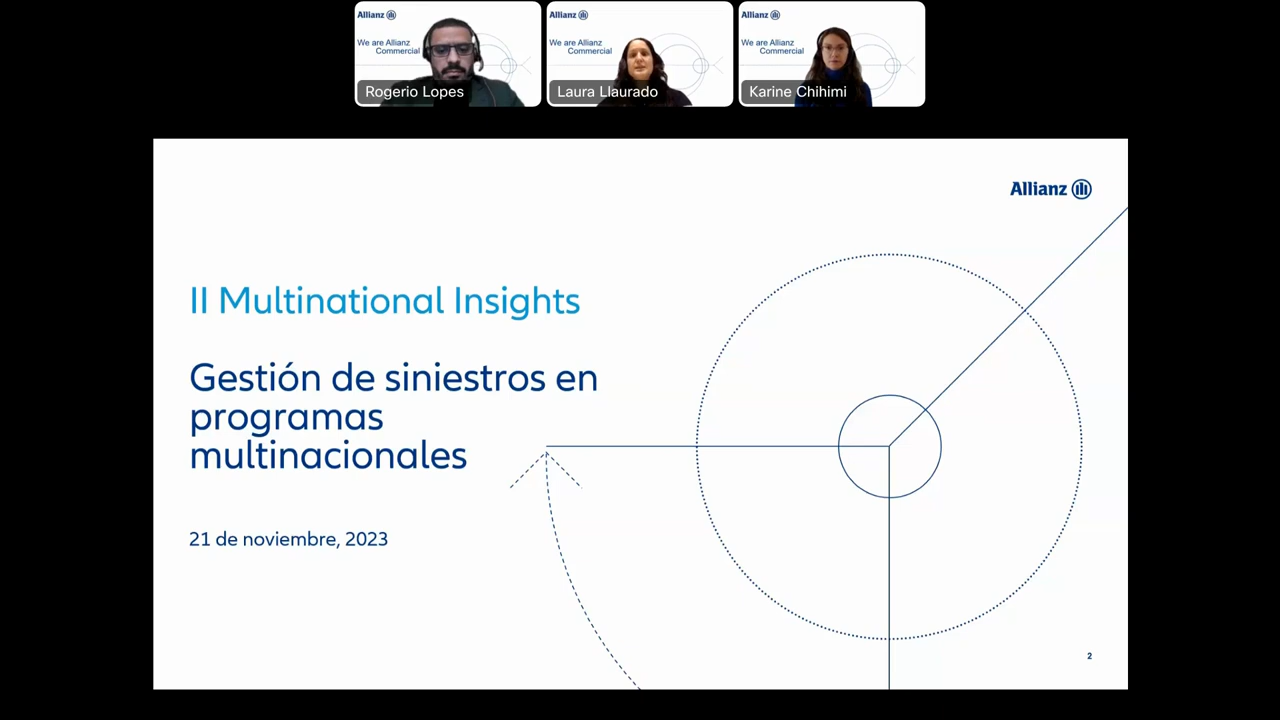 Allianz
We are Allianz
Commercial
Rogerio Lopes
Allianz
We are Allianz
Commercial
Laura Llaurado
Allianz
We are Allianz
Commercial
Karine Chihimi
Allianz
II Multinational Insights
Gestión de siniestros en
programas
multinacionales
21 de noviembre, 2023
2